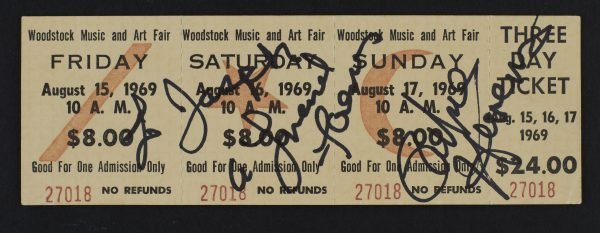 Woodstock Music and Art Fair
FRIDAY
August 15, 1969
10 A. M.
$8.00
Good For One Admission Only
27018 NO REFUNDS
Woodstock Music and Art Fair
SATURDAY
August 16, 1969
10 A. M.
$8.00
Good For One Admission Only
27018 NO REFUNDS
Woodstock Music and Art Fair
SUNDAY
August 17, 1969
10 A. M.
$8.00
Good For One Admission Only
27018 NO REFUNDS
THREE
DAY
TICKET
Aug. 15, 16, 17
1969
$24.00
27018